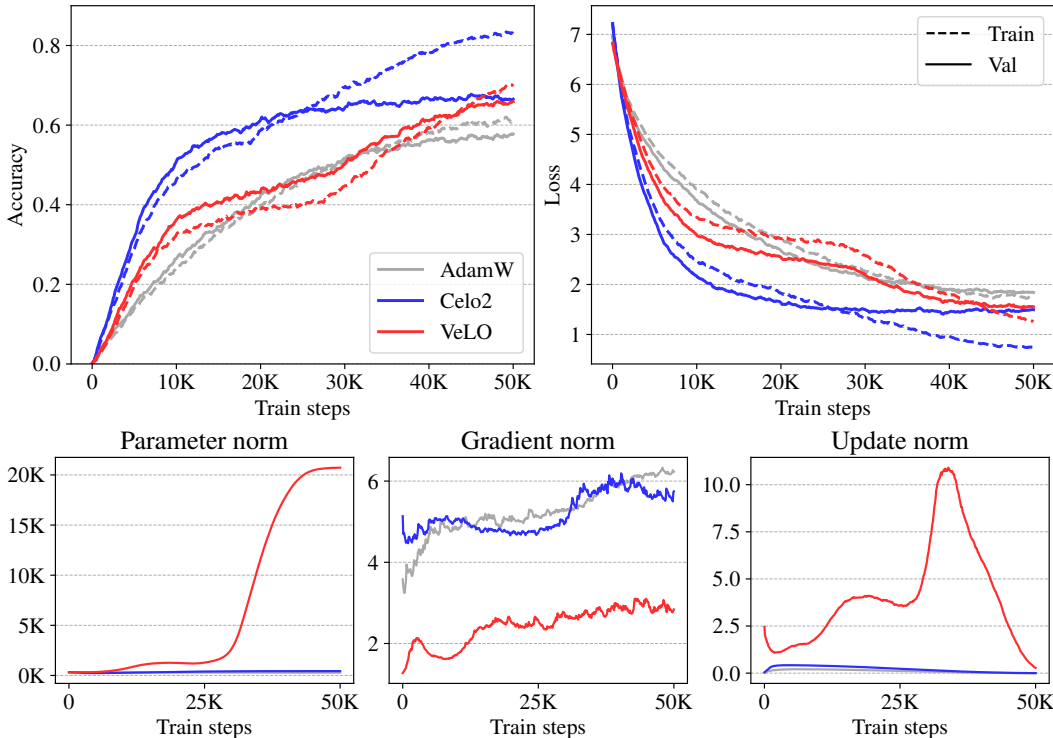 Accuracy
0.8
0.6
0.4
0.2
0.0
AdamW
Celo2
VeLO
0 10K 20K 30K 40K 50K
Train steps
Loss
7
6
5
4
3
2
1
Train
Val
0 10K 20K 30K 40K 50K
Train steps
Parameter norm
20K
15K
10K
5K
0K
0 25K 50K
Train steps
Gradient norm
6
4
2
0 25K 50K
Train steps
Update norm
10.0
7.5
5.0
2.5
0.0
0 25K 50K
Train steps